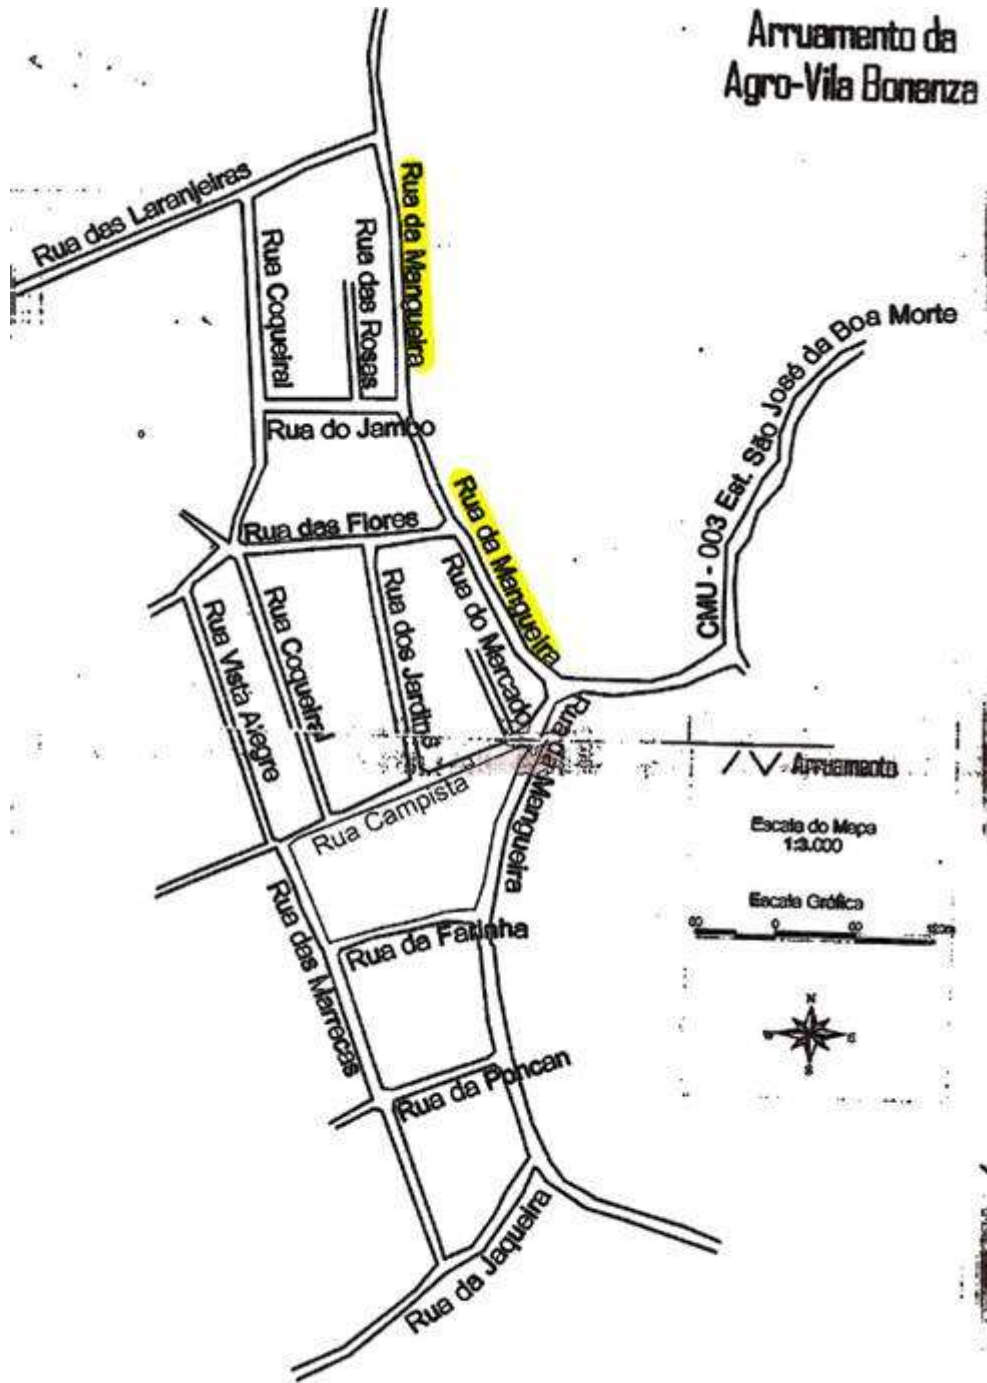 Arruamento da
Agro-Vila Bonanza
Rua das Laranjeiras
Rua da Mangueira
Rua Coqueiral
Rua das Rosas
Rua do Jambo
CMU - 003 Est. São José da Boa Morte
Rua da Mangueira
Rua das Flores
Rua do Mercado
Rua dos Jardins
Rua Coqueiral
Rua Vista Alegre
Rua da Mangueira
Arruamento
Rua Campista
Escala do Mapa
1:3.000
Escala Gráfica
60 0 60
Rua das Marrecas
Rua da Farinha
N
S
Rua da Poncan
Rua da Jaqueira